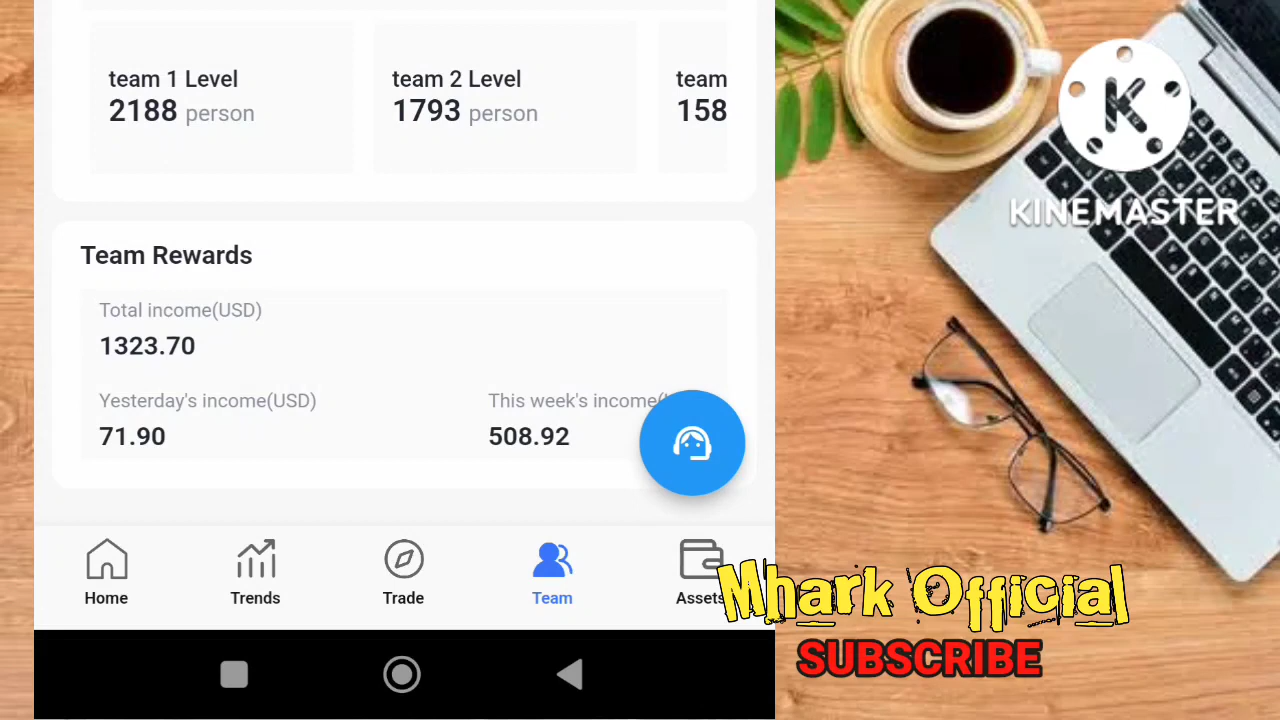 team 1 Level
2188 person
team 2 Level
1793 person
team
158
KINEMASTER
Team Rewards
Total income(USD)
1323.70
Yesterday's income(USD)
71.90
This week's income(
508.92
Home
Trends
Trade
Team
Assets
Mhark Official
SUBSCRIBE